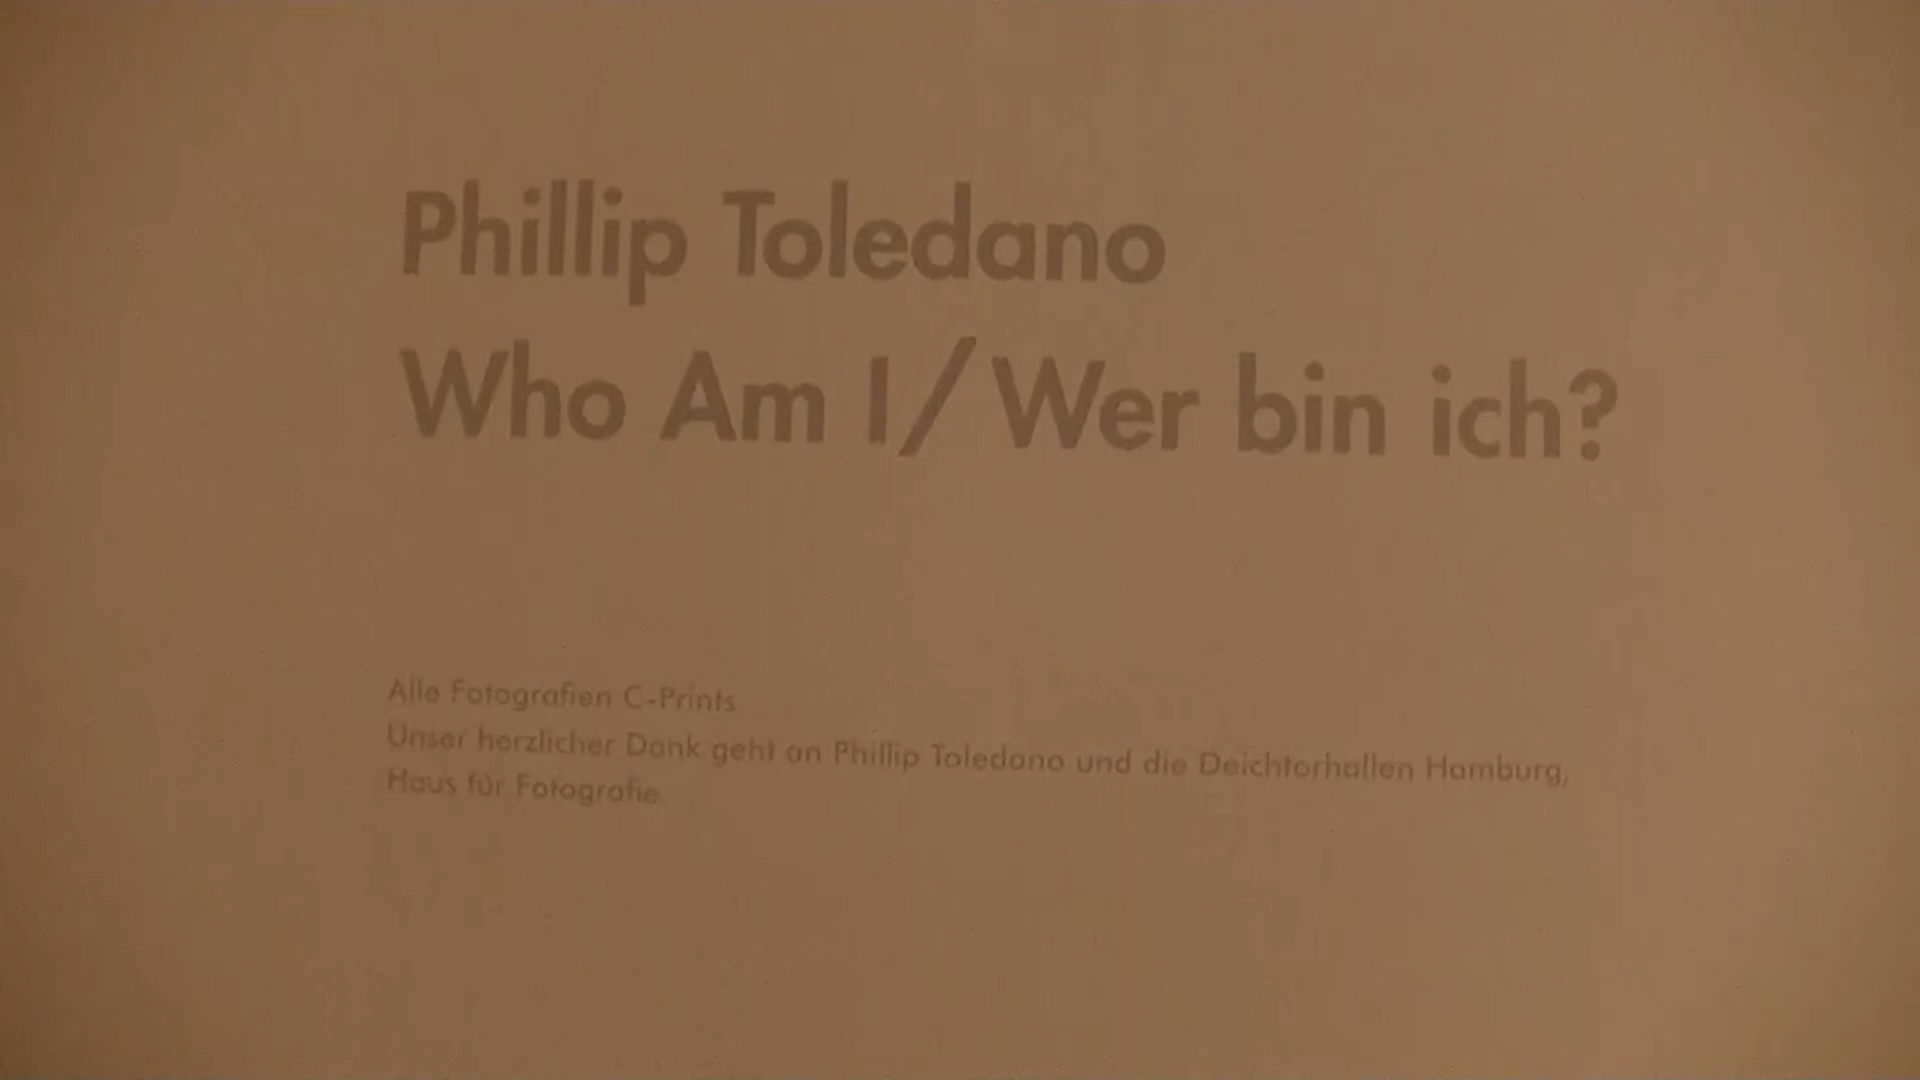 Phillip Toledano
Who Am I/Wer bin ich?
Alle Fotografien C-Prints
Unser herzlicher Dank geht an Phillip Toledano und die Deichtorhallen Hamburg,
Haus für Fotografie.